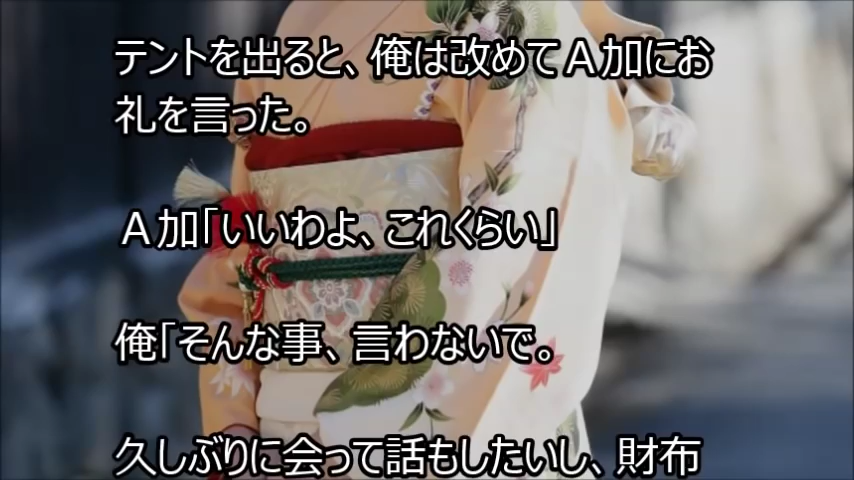 テントを出ると、俺は改めてＡ加にお
礼を言った。
Ａ加「いいわよ、これくらい」
俺「そんな事、言わないで。
久しぶりに会って話もしたいし、財布